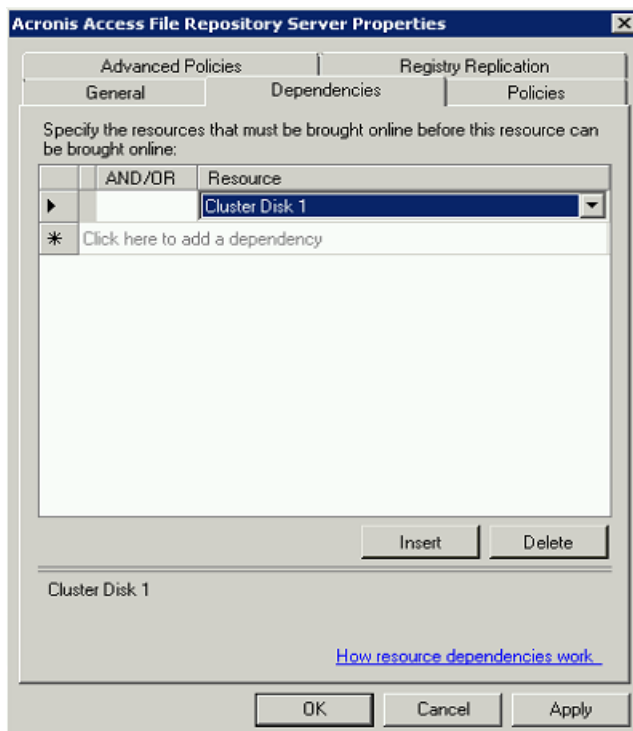 Acronis Access File Repository Server Properties
Advanced Policies
Registry Replication
General
Dependencies
Policies
Specify the resources that must be brought online before this resource can
be brought online:
AND/OR
Resource
Cluster Disk 1
Click here to add a dependency
Insert
Delete
Cluster Disk 1
How resource dependencies work
OK
Cancel
Apply